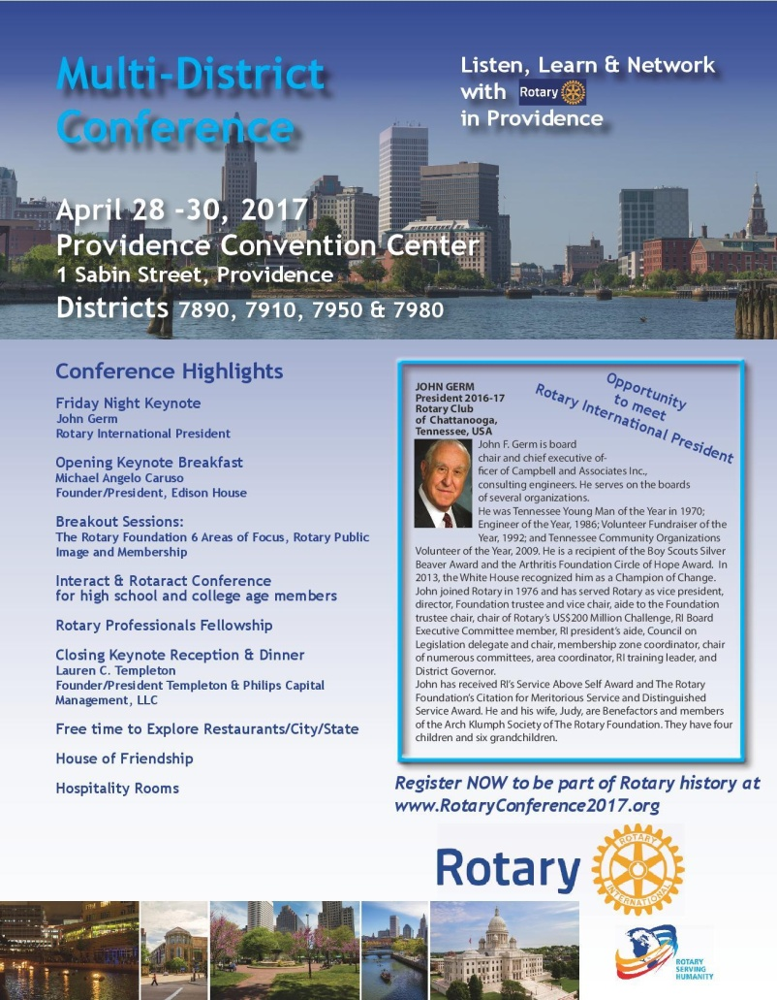 Multi-District
Conference
Listen, Learn & Network
with Rotary
in Providence
April 28 -30, 2017
Providence Convention Center
1 Sabin Street, Providence
Districts 7890, 7910, 7950 & 7980
Conference Highlights
Friday Night Keynote
John Germ
Rotary International President
Opening Keynote Breakfast
Michael Angelo Caruso
Founder/President, Edison House
Breakout Sessions:
The Rotary Foundation 6 Areas of Focus, Rotary Public
Image and Membership
Interact & Rotaract Conference
for high school and college age members
Rotary Professionals Fellowship
Closing Keynote Reception & Dinner
Lauren C. Templeton
Founder/President Templeton & Philips Capital
Management, LLC
Free time to Explore Restaurants/City/State
House of Friendship
Hospitality Rooms
Opportunity
to meet
Rotary International President
JOHN GERM
President 2016-17
Rotary Club
of Chattanooga,
Tennessee, USA
John F. Germ is board
chair and chief executive of-
ficer of Campbell and Associates Inc.,
consulting engineers. He serves on the boards
of several organizations.
He was Tennessee Young Man of the Year in 1970;
Engineer of the Year, 1986; Volunteer Fundraiser of the
Year, 1992; and Tennessee Community Organizations
Volunteer of the Year, 2009. He is a recipient of the Boy Scouts Silver
Beaver Award and the Arthritis Foundation Circle of Hope Award. In
2013, the White House recognized him as a Champion of Change.
John joined Rotary in 1976 and has served Rotary as vice president,
director, Foundation trustee and vice chair, aide to the Foundation
trustee chair, chair of Rotary's US$200 Million Challenge, RI Board
Executive Committee member, RI president's aide, Council on
Legislation delegate and chair, membership zone coordinator, chair
of numerous committees, area coordinator, RI training leader, and
District Governor.
John has received RI's Service Above Self Award and The Rotary
Foundation's Citation for Meritorious Service and Distinguished
Service Award. He and his wife, Judy, are Benefactors and members
of the Arch Klumph Society of The Rotary Foundation. They have four
children and six grandchildren.
Register NOW to be part of Rotary history at
www.RotaryConference2017.org
Rotary
ROTARY
INTERNATIONAL
ROTARY
SERVING
HUMANITY